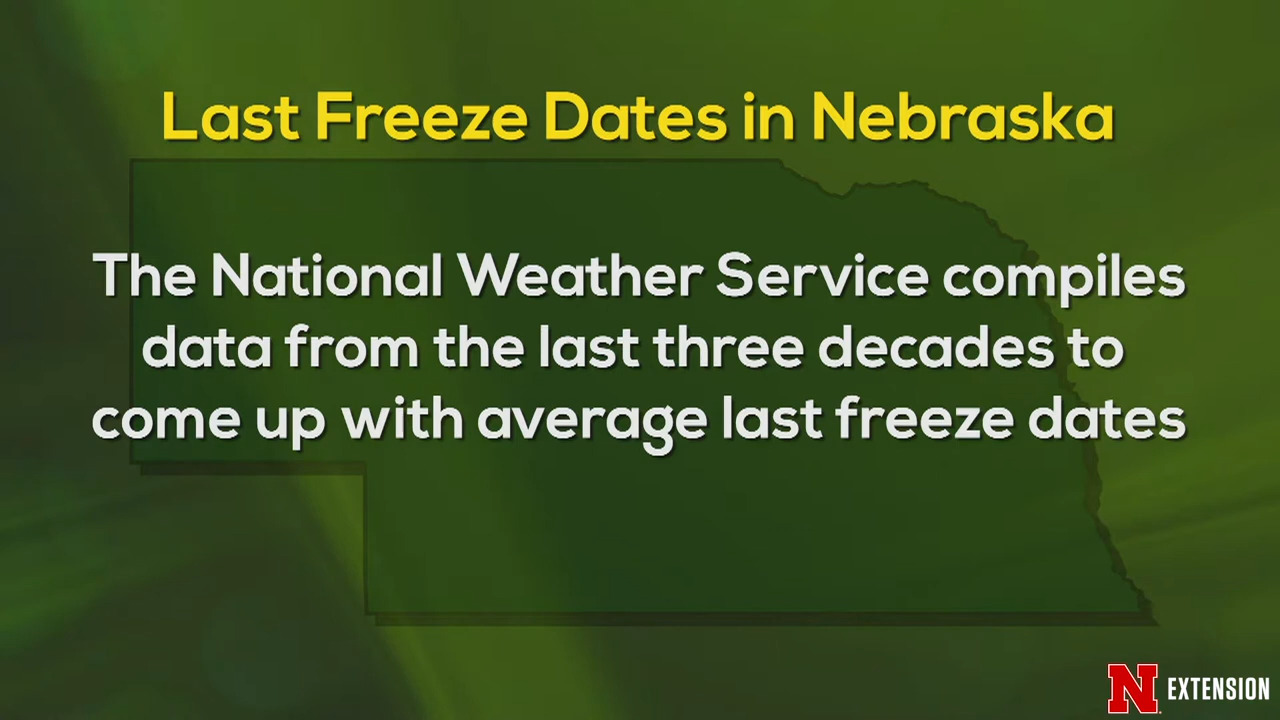 Last Freeze Dates in Nebraska
The National Weather Service compiles
data from the last three decades to
come up with average last freeze dates
N EXTENSION